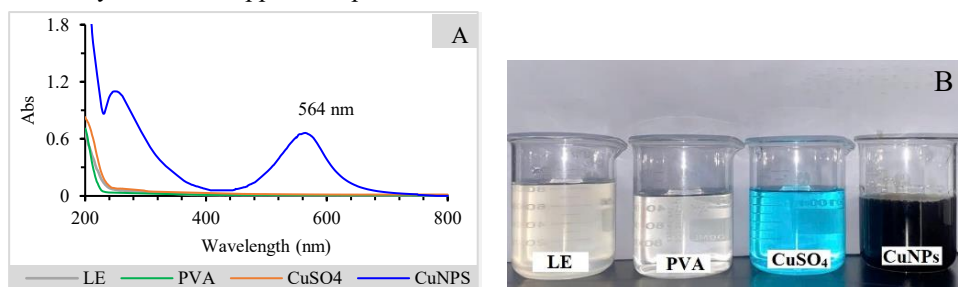 1.8
1.2
0.6
0
Abs
A
564 nm
200
400
600
800
Wavelength (nm)
LE
PVA
CuSO4
CuNPS
B
LE
PVA
CuSO₄
CuNPs